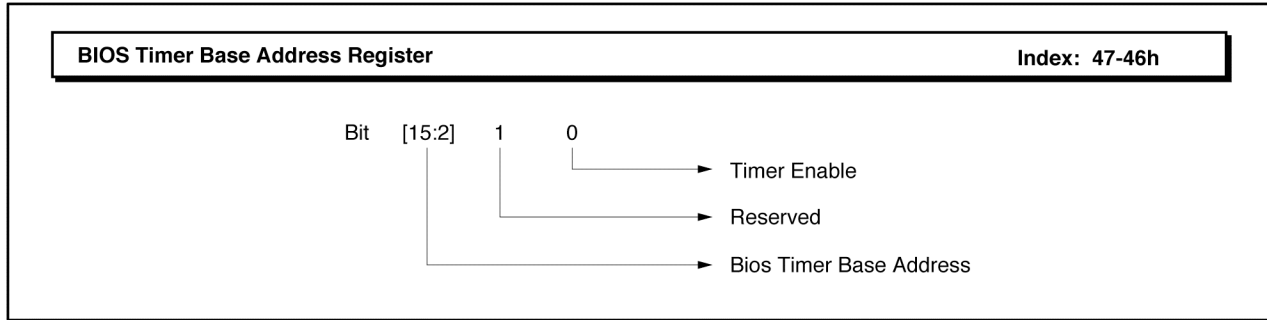 BIOS Timer Base Address Register Index: 47-46h
Bit [15:2] 1 0
Timer Enable
Reserved
Bios Timer Base Address